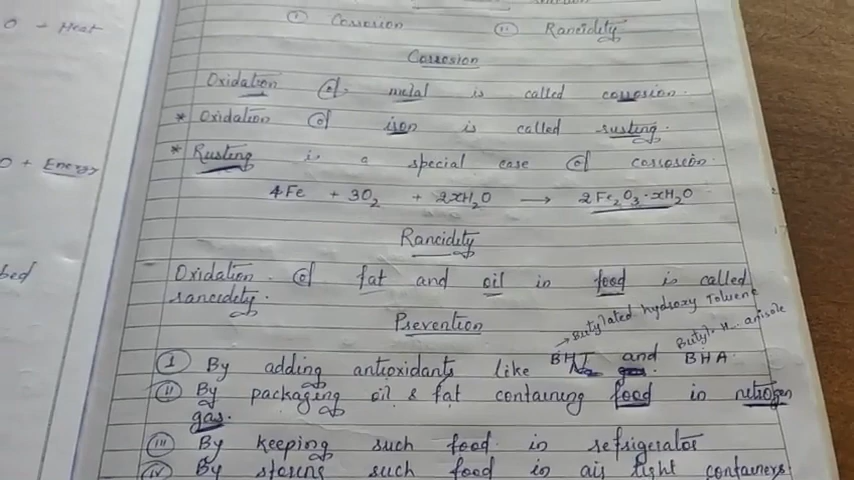 O → Heat
(i) Corrosion (ii) Rancidity
Corrosion
Oxidation of metal is called corrosion.
* Oxidation of iron is called rusting.
O + Energy
* Rusting is a special case of corrosion.
4Fe + 3O2 + 2xH2O → 2Fe2O3·xH2O
Rancidity
Oxidation of fat and oil in food is called
rancidity.
bed
Prevention
→ Butylated hydroxy Toluene
Butyl. H... anisole
(i) By adding antioxidants like BHT and BHA.
(ii) By packaging oil & fat containing food in nitrogen
gas.
(iii) By keeping such food in refrigerator
(iv) By storing such food in air tight containers